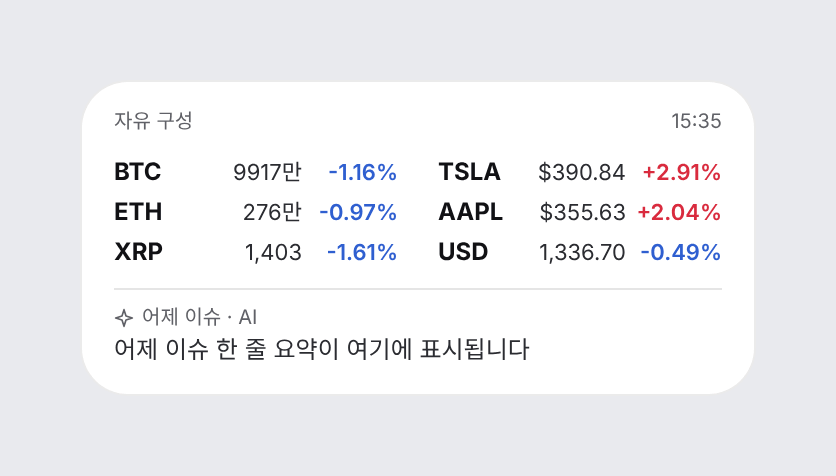 자유 구성 15:35
BTC 9917만 -1.16% TSLA $390.84 +2.91%
ETH 276만 -0.97% AAPL $355.63 +2.04%
XRP 1,403 -1.61% USD 1,336.70 -0.49%
어제 이슈 · AI
어제 이슈 한 줄 요약이 여기에 표시됩니다